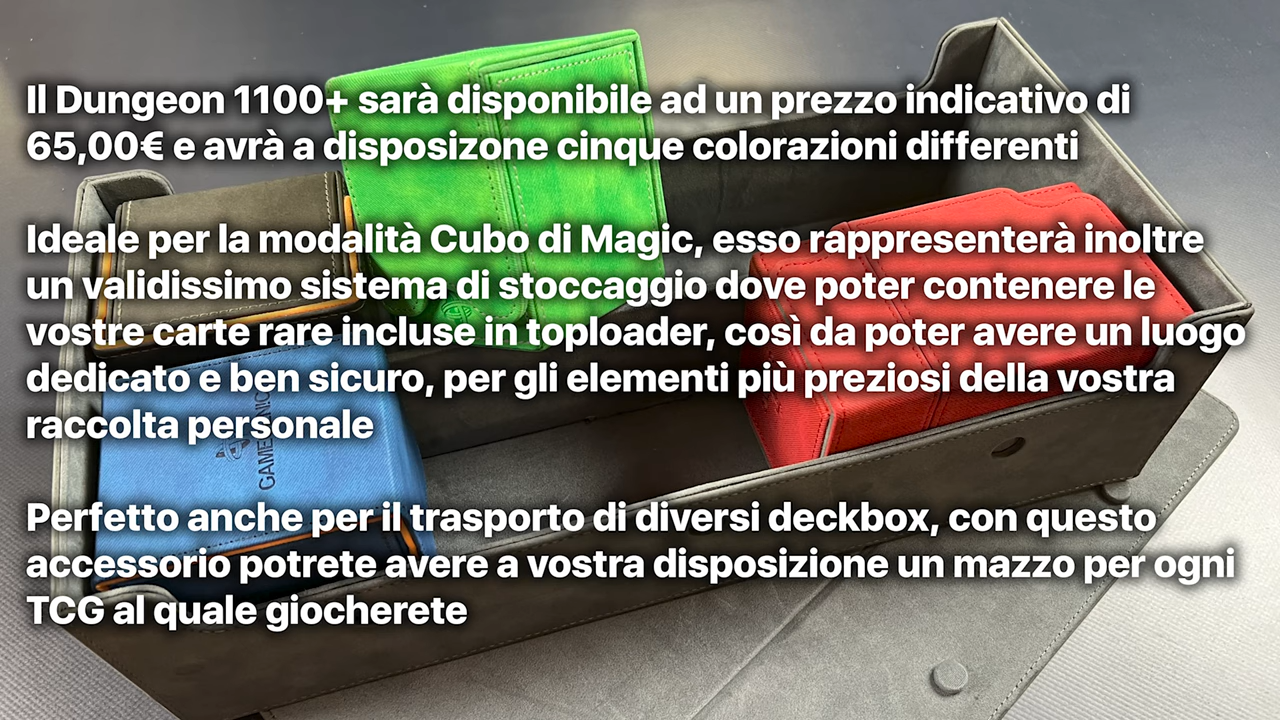 Il Dungeon 1100+ sarà disponibile ad un prezzo indicativo di
65,00€ e avrà a disposizone cinque colorazioni differenti
Ideale per la modalità Cubo di Magic, esso rappresenterà inoltre
un validissimo sistema di stoccaggio dove poter contenere le
vostre carte rare incluse in toploader, così da poter avere un luogo
dedicato e ben sicuro, per gli elementi più preziosi della vostra
raccolta personale
Perfetto anche per il trasporto di diversi deckbox, con questo
accessorio potrete avere a vostra disposizione un mazzo per ogni
TCG al quale giocherete